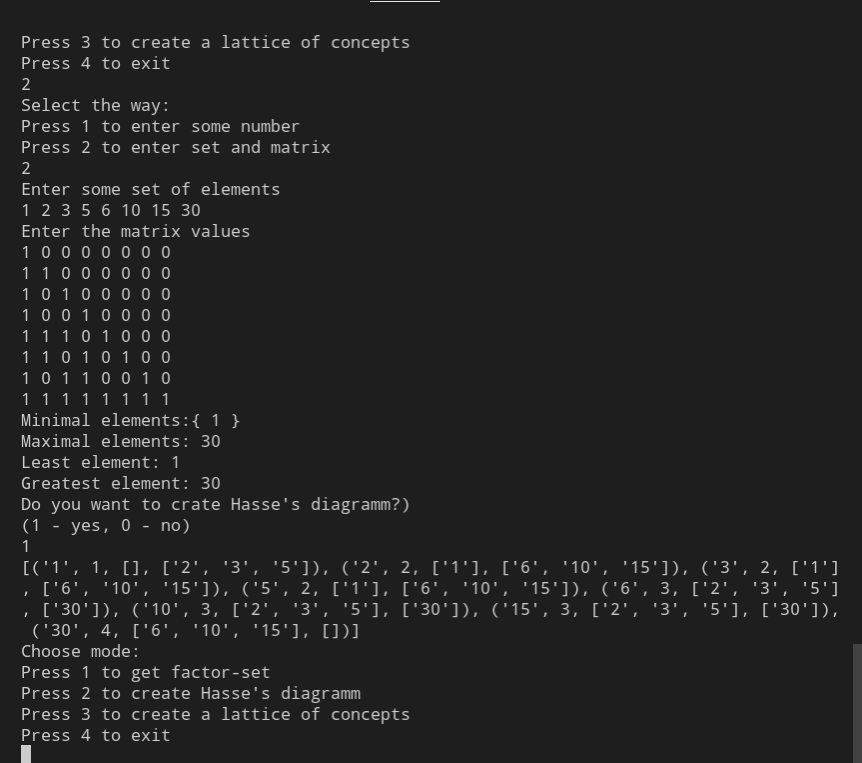 Press 3 to create a lattice of concepts
Press 4 to exit
2
Select the way:
Press 1 to enter some number
Press 2 to enter set and matrix
2
Enter some set of elements
1 2 3 5 6 10 15 30
Enter the matrix values
1 0 0 0 0 0 0 0
1 1 0 0 0 0 0 0
1 0 1 0 0 0 0 0
1 0 0 1 0 0 0 0
1 1 1 0 1 0 0 0
1 1 0 1 0 1 0 0
1 0 1 1 0 0 1 0
1 1 1 1 1 1 1 1
Minimal elements:{ 1 }
Maximal elements: 30
Least element: 1
Greatest element: 30
Do you want to crate Hasse's diagramm?)
(1 - yes, 0 - no)
1
[('1', 1, [], ['2', '3', '5']), ('2', 2, ['1'], ['6', '10', '15']), ('3', 2, ['1']
, ['6', '10', '15']), ('5', 2, ['1'], ['6', '10', '15']), ('6', 3, ['2', '3', '5']
, ['30']), ('10', 3, ['2', '3', '5'], ['30']), ('15', 3, ['2', '3', '5'], ['30']),
('30', 4, ['6', '10', '15'], [])]
Choose mode:
Press 1 to get factor-set
Press 2 to create Hasse's diagramm
Press 3 to create a lattice of concepts
Press 4 to exit